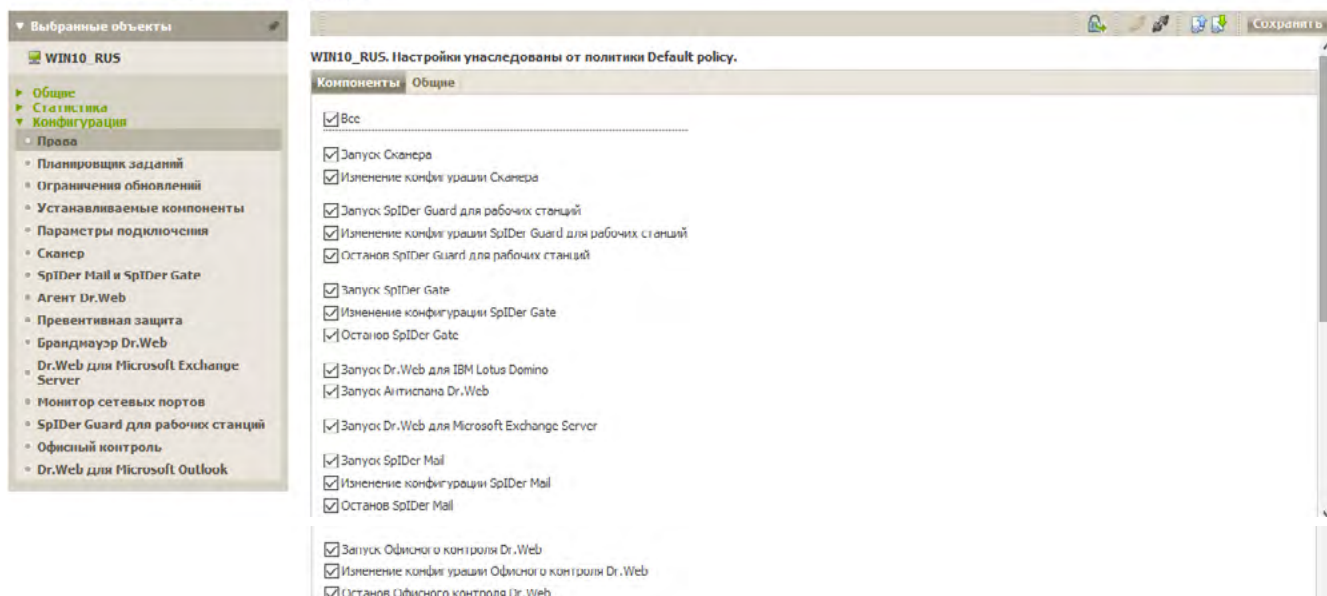 Выбранные объекты
WIN10_RUS
Общие
Статистика
Конфигурация
Права
Планировщик заданий
Ограничения обновлений
Устанавливаемые компоненты
Параметры подключения
Сканер
SpIDer Mail и SpIDer Gate
Агент Dr.Web
Превентивная защита
Брандмауэр Dr.Web
Dr.Web для Microsoft Exchange
Server
Монитор сетевых портов
SpIDer Guard для рабочих станций
Офисный контроль
Dr.Web для Microsoft Outlook
Сохранить
WIN10_RUS. Настройки унаследованы от политики Default policy.
Компоненты Общие
Все
Запуск Сканера
Изменение конфигурации Сканера
Запуск SpIDer Guard для рабочих станций
Изменение конфигурации SpIDer Guard для рабочих станций
Останов SpIDer Guard для рабочих станций
Запуск SpIDer Gate
Изменение конфигурации SpIDer Gate
Останов SpIDer Gate
Запуск Dr.Web для IBM Lotus Domino
Запуск Антиспама Dr.Web
Запуск Dr.Web для Microsoft Exchange Server
Запуск SpIDer Mail
Изменение конфигурации SpIDer Mail
Останов SpIDer Mail
Запуск Офисного контроля Dr.Web
Изменение конфигурации Офисного контроля Dr.Web
Останов Офисного контроля Dr.Web